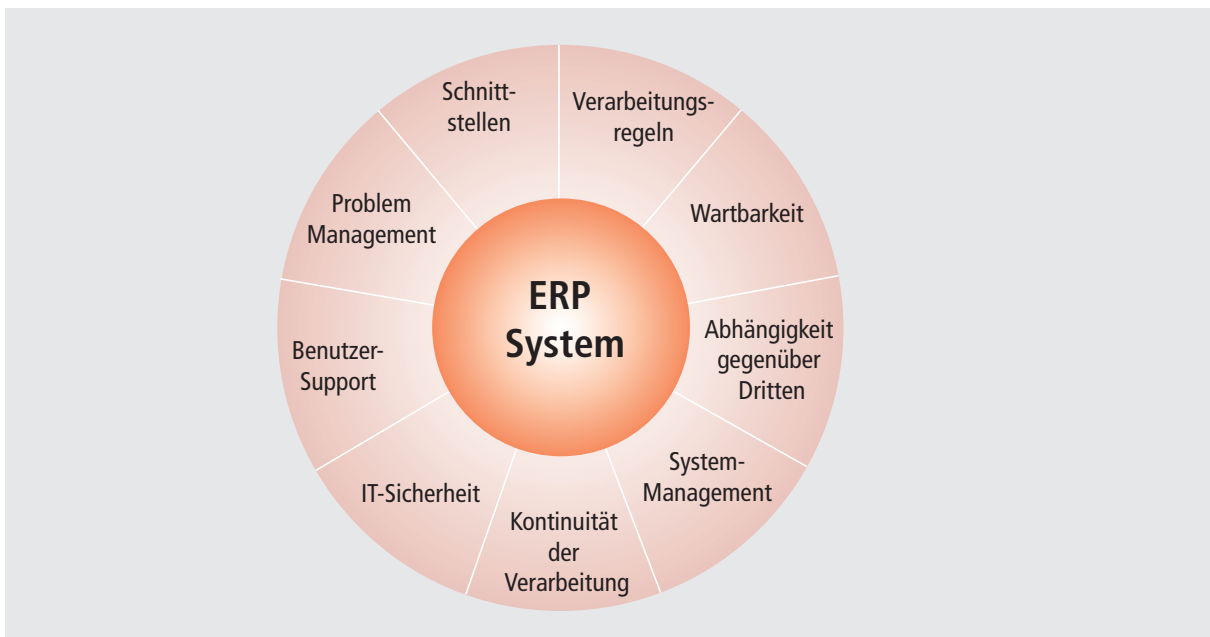 Schnitt-
stellen
Verarbeitungs-
regeln
Wartbarkeit
Abhängigkeit
gegenüber
Dritten
System-
Management
Kontinuität
der
Verarbeitung
IT-Sicherheit
Benutzer-
Support
Problem
Management
ERP
System